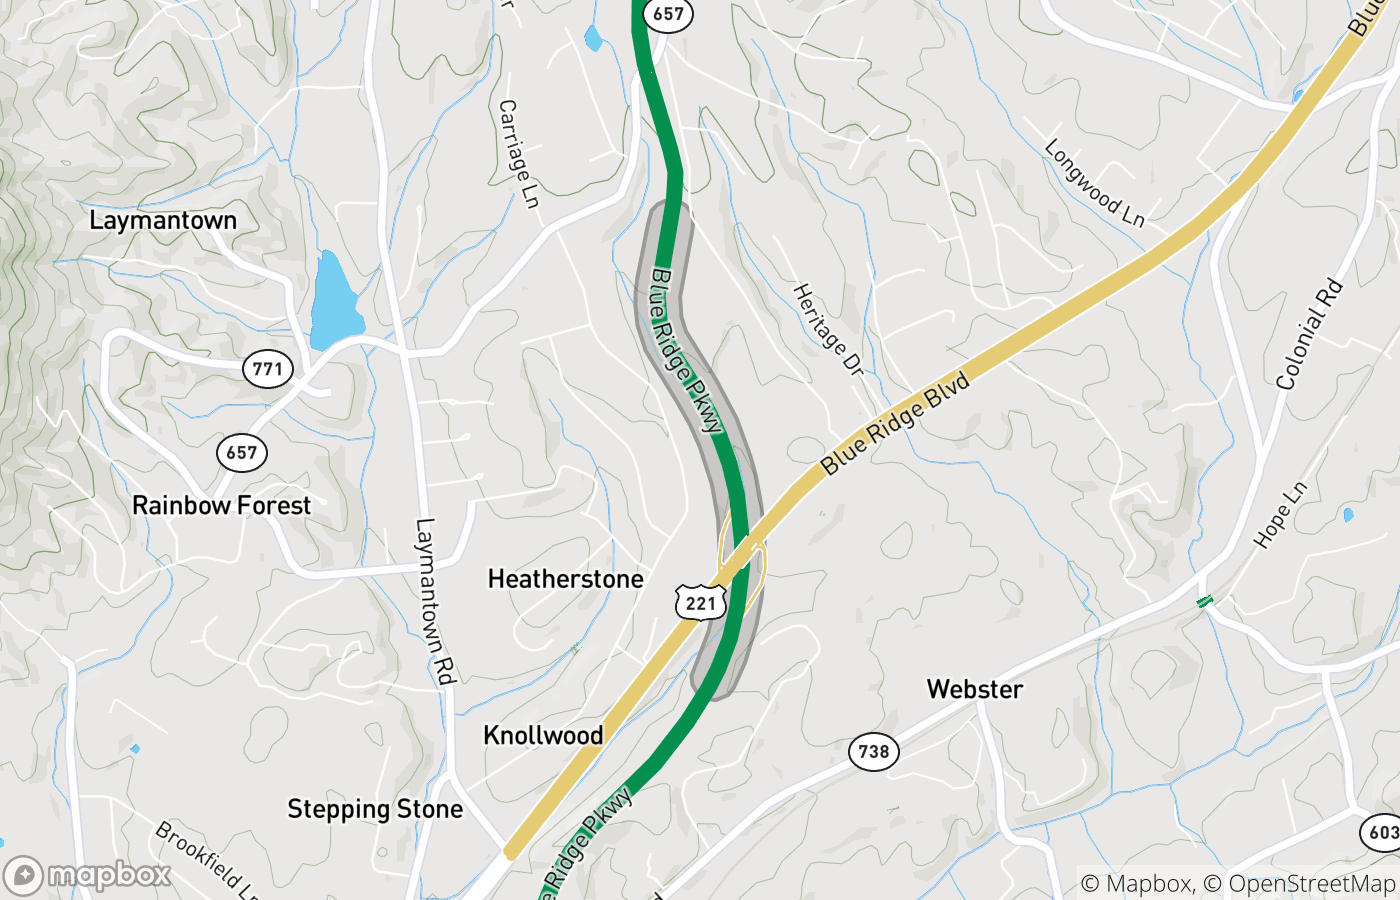 657
Blue
Carriage Ln
Longwood Ln
Laymantown
Blue Ridge Pkwy
Heritage Dr
Colonial Rd
771
Blue Ridge Blvd
657
Rainbow Forest
Hope Ln
Laymantown Rd
Heatherstone
221
Webster
Knollwood
738
Stepping Stone
Ridge Pkwy
Brookfield Ln
603
mapbox
© Mapbox, © OpenStreetMap